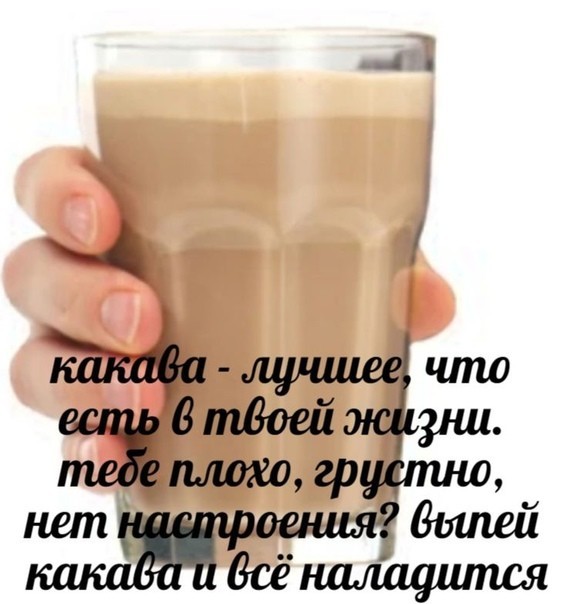 какава - лучшее, что
есть в твоей жизни.
тебе плохо, грустно,
нет настроения? выпей
какава и всё наладится